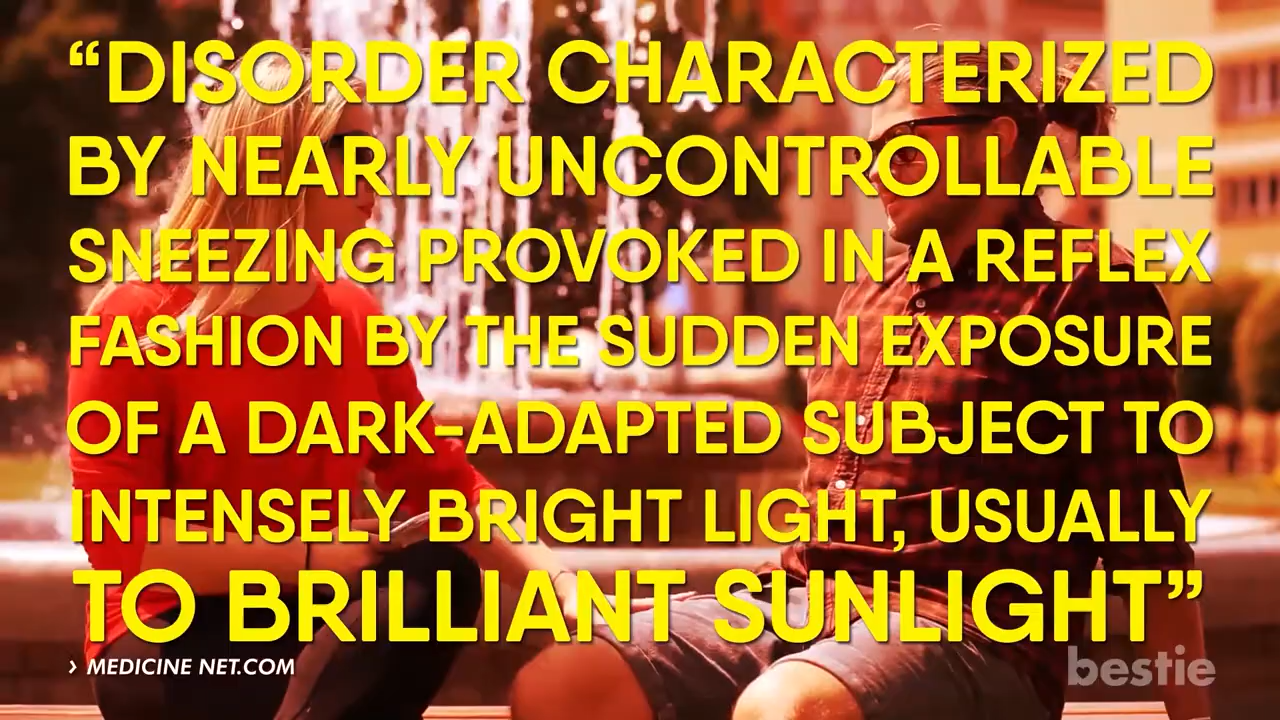 “DISORDER CHARACTERIZED
BY NEARLY UNCONTROLLABLE
SNEEZING PROVOKED IN A REFLEX
FASHION BY THE SUDDEN EXPOSURE
OF A DARK-ADAPTED SUBJECT TO
INTENSELY BRIGHT LIGHT, USUALLY
TO BRILLIANT SUNLIGHT”
› MEDICINE NET.COM
bestie